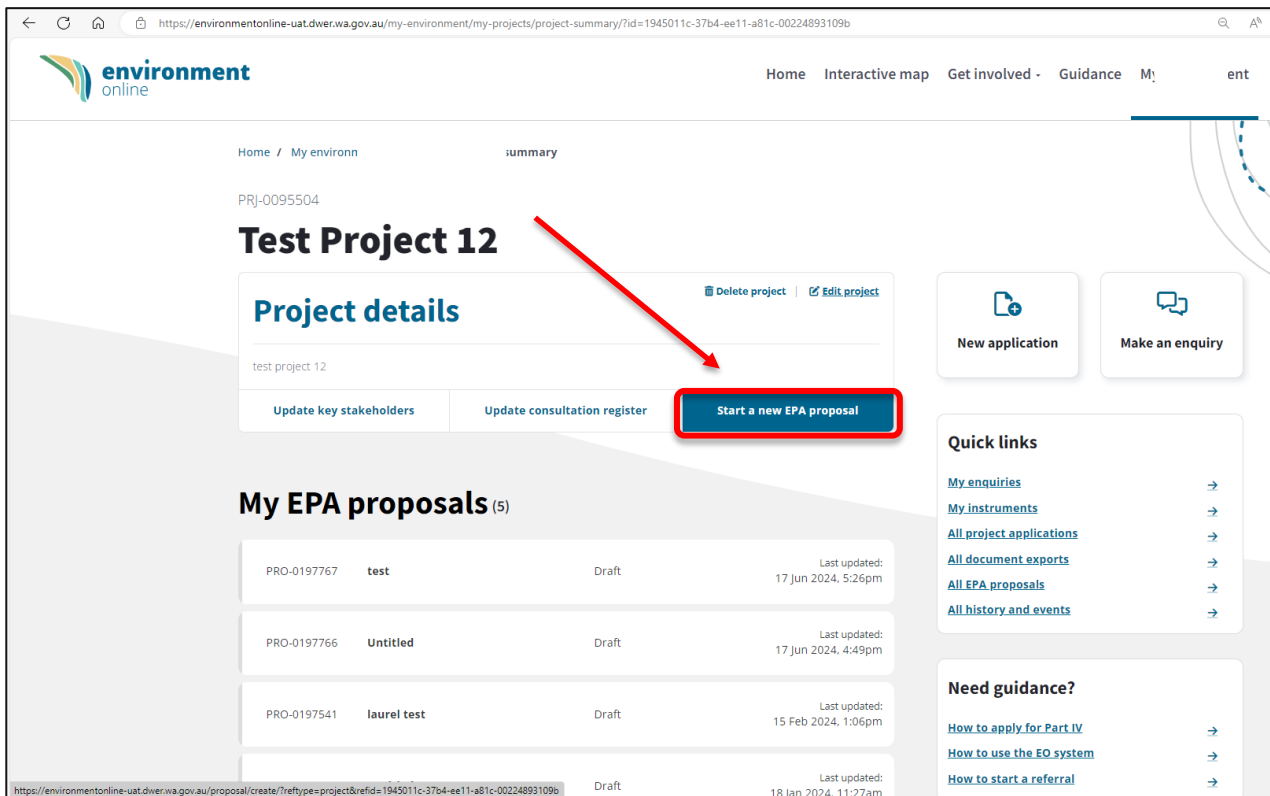 https://environmentonline-uat.dwer.wa.gov.au/my-environment/my-projects/project-summary/?id=1945011c-37b4-ee11-a81c-00224893109b
environment
online
Home Interactive map Get involved - Guidance
Home / My summary
PRJ-0095504
Test Project 12
Project details
Delete project | Edit project
test project 12
Update key stakeholders Update consultation register Start a new EPA proposal
New application Make an enquiry
My EPA proposals (5)
PRO-0197767 test Draft Last updated:
17 Jun 2024, 5:26pm
PRO-0197766 Untitled Draft Last updated:
17 Jun 2024, 4:49pm
PRO-0197541 laurel test Draft Last updated:
15 Feb 2024, 1:06pm
Draft Last updated:
18 Jan 2024, 11:27am
Quick links
My enquiries
My instruments
All project applications
All document exports
All EPA proposals
All history and events
Need guidance?
How to apply for Part IV
How to use the EO system
How to start a referral
https://environmentonline-uat.dwer.wa.gov.au/proposal/create/?reftype=project&refid=1945011c-37b4-ee11-a81c-00224893109b